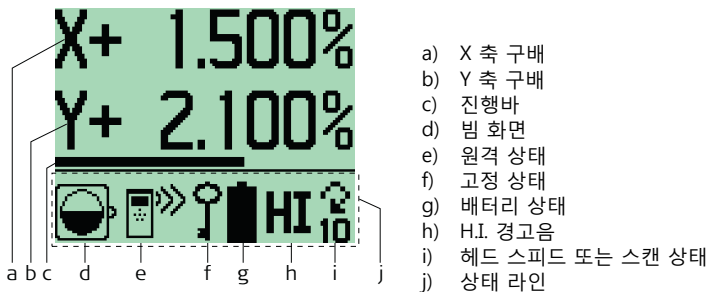 X+ 1.500%
Y+ 2.100%
HI 10
a b c d e f g h i j
a) X 축 구배
b) Y 축 구배
c) 진행바
d) 빔 화면
e) 원격 상태
f) 고정 상태
g) 배터리 상태
h) H.I. 경고음
i) 헤드 스피드 또는 스캔 상태
j) 상태 라인